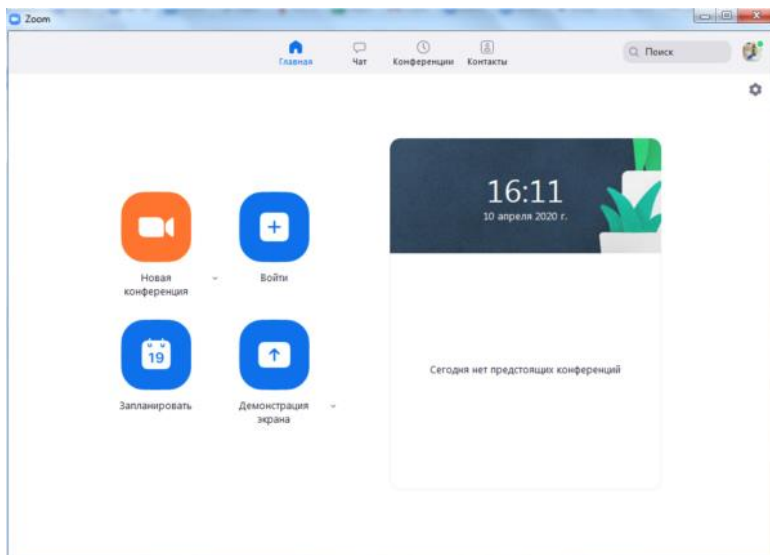 Zoom
Главная
Чат
Конференции
Контакты
Поиск
16:11
10 апреля 2020 г.
Новая
конференция
Войти
19
Запланировать
Демонстрация
экрана
Сегодня нет предстоящих конференций